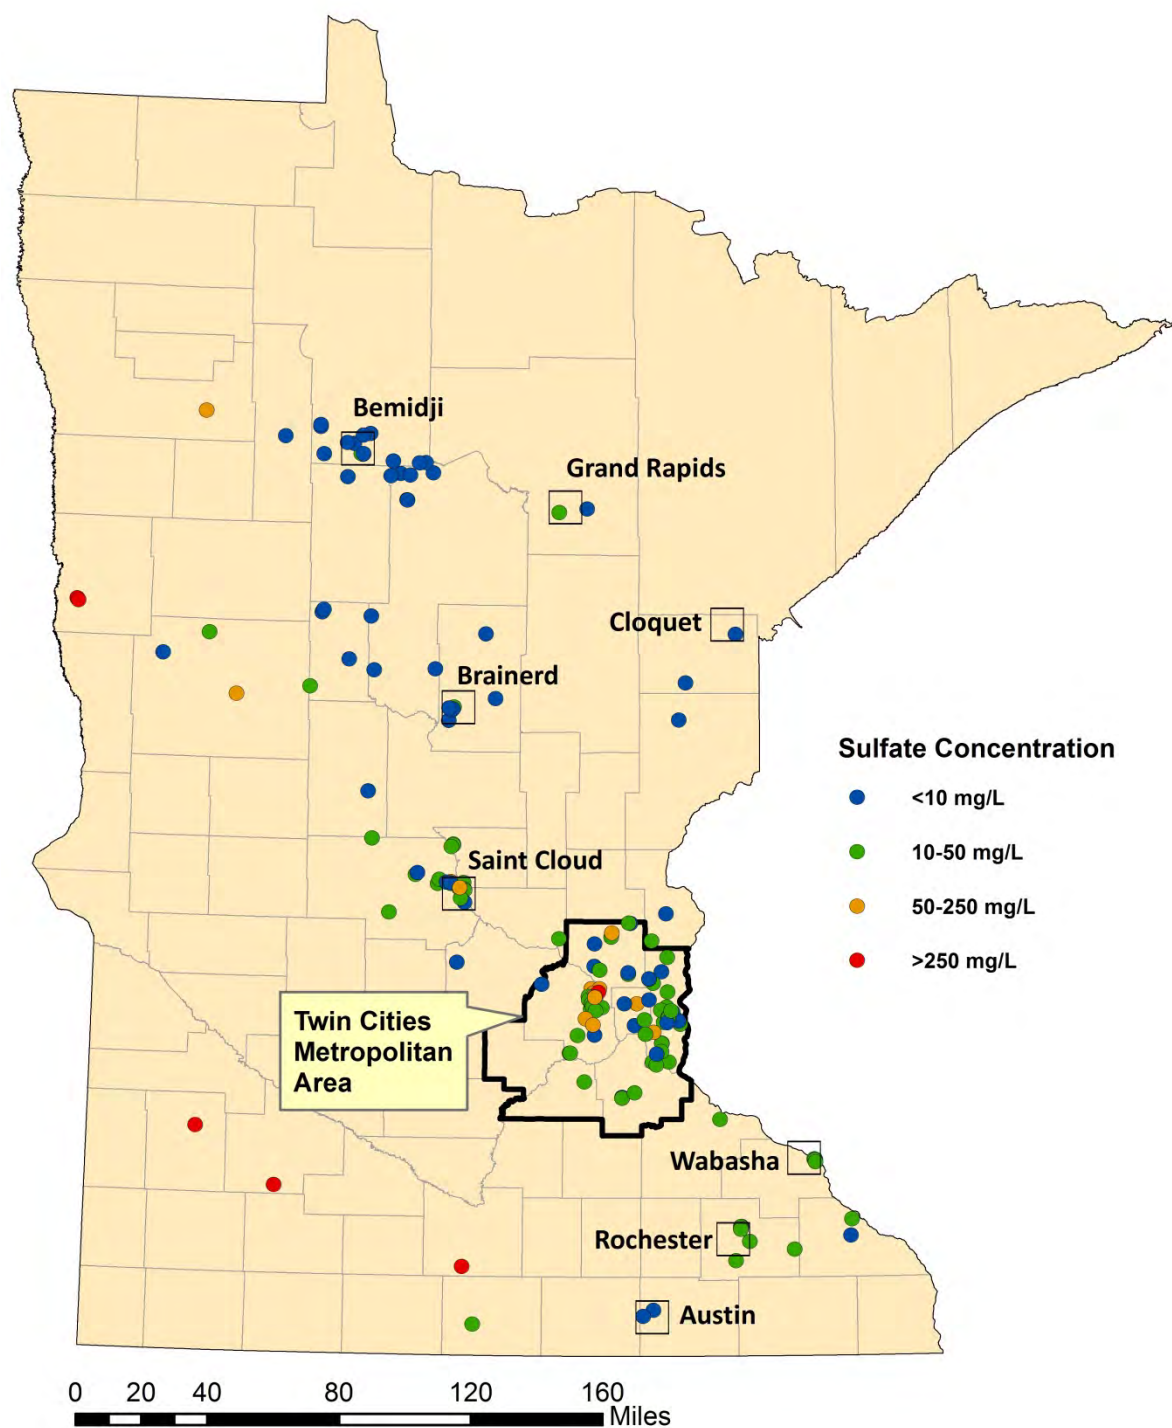 Bemidji
Grand Rapids
Cloquet
Brainerd
Sulfate Concentration
<10 mg/L
10-50 mg/L
50-250 mg/L
>250 mg/L
Saint Cloud
Twin Cities
Metropolitan
Area
Wabasha
Rochester
Austin
0 20 40 80 120 160
Miles